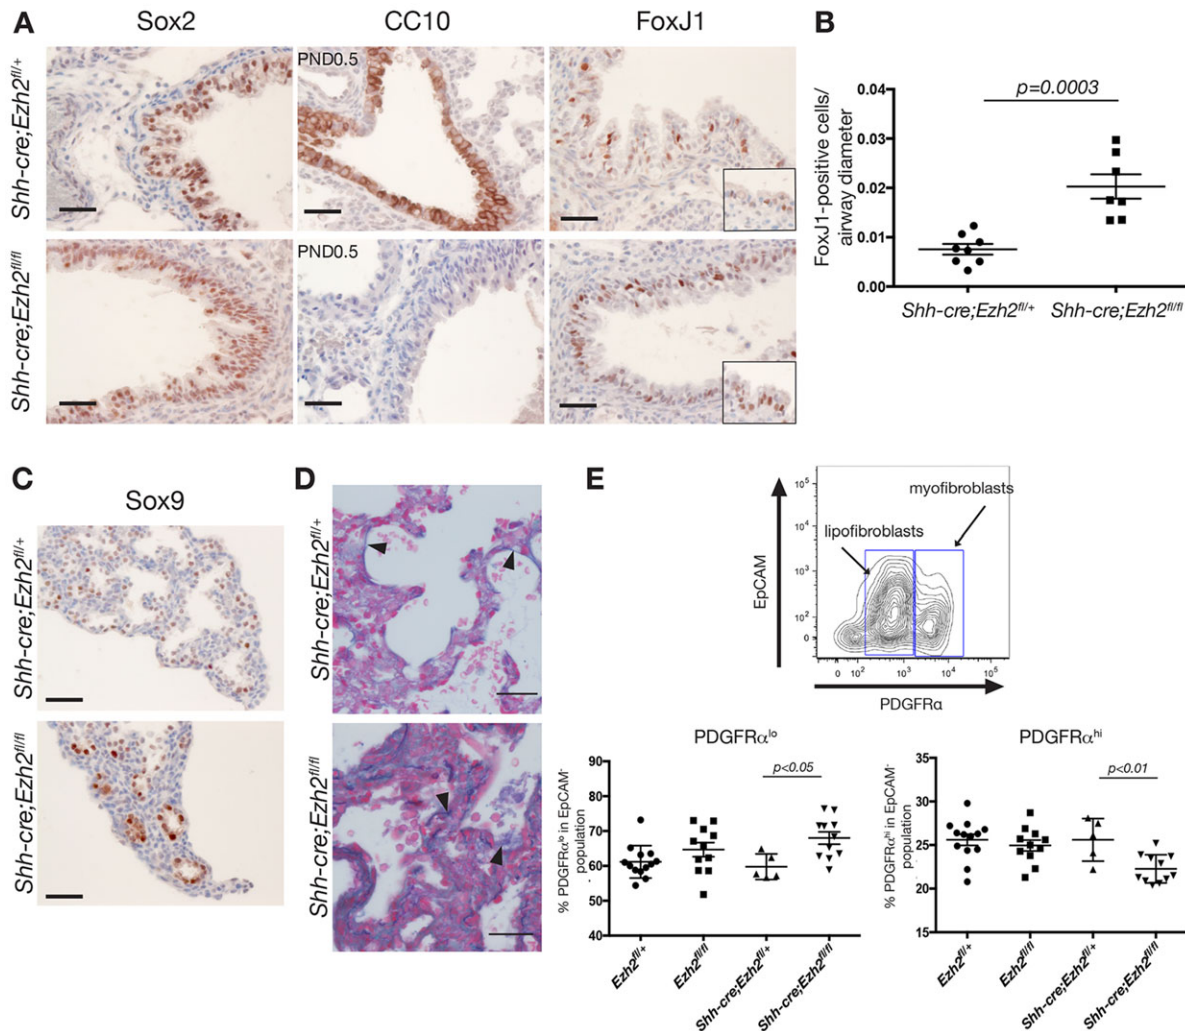 A
Sox2
CC10
FoxJ1
Shh-cre;Ezh2fl/+
PND0.5
Shh-cre;Ezh2fl/fl
PND0.5
B
p=0.0003
FoxJ1-positive cells/
airway diameter
0.04
0.03
0.02
0.01
0.00
Shh-cre;Ezh2fl/+
Shh-cre;Ezh2fl/fl
C
Sox9
Shh-cre;Ezh2fl/+
Shh-cre;Ezh2fl/fl
D
Shh-cre;Ezh2fl/+
Shh-cre;Ezh2fl/fl
E
myofibroblasts
lipofibroblasts
EpCAM
10⁵
10⁴
10³
10²
0
0 10² 10³ 10⁴ 10⁵
PDGFRα
PDGFRαlo
p<0.05
% PDGFRαlo in EpCAM-
population
80
70
60
50
40
Ezh2fl/+
Ezh2fl/fl
Shh-cre;Ezh2fl/+
Shh-cre;Ezh2fl/fl
PDGFRαhi
p<0.01
% PDGFRαhi in EpCAM-
population
35
30
25
20
15
Ezh2fl/+
Ezh2fl/fl
Shh-cre;Ezh2fl/+
Shh-cre;Ezh2fl/fl